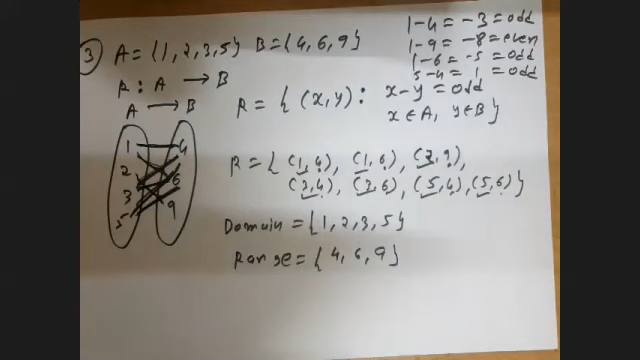 1-4 = -3 = odd
1-9 = -8 = even
1-6 = -5 = odd
5-4 = 1 = odd
3) A = {1, 2, 3, 5} B = {4, 6, 9}
R : A → B
A → B
R = { (x, y) : x - y = odd
x ∈ A, y ∈ B}
1 4
2 6
3 9
5
R = { (1, 4), (1, 6), (2, 9),
(3, 4), (3, 6), (5, 4), (5, 6)}
Domain = {1, 2, 3, 5}
Range = {4, 6, 9}